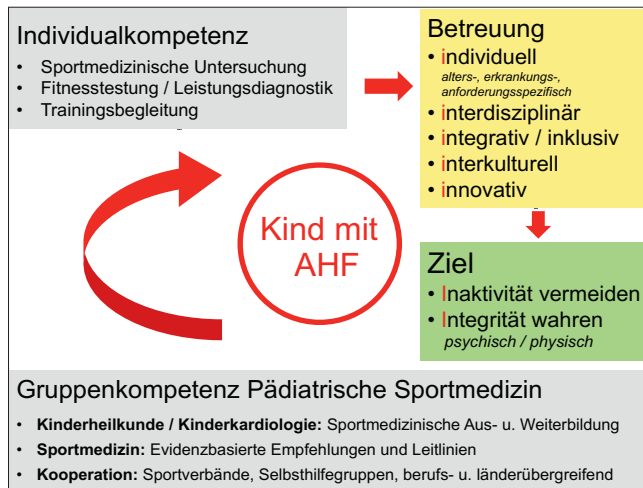 Individualkompetenz
• Sportmedizinische Untersuchung
• Fitnesstestung / Leistungsdiagnostik
• Trainingsbegleitung
Betreuung
• individuell
alters-, erkrankungs-,
anforderungsspezifisch
• interdisziplinär
• integrativ / inklusiv
• interkulturell
• innovativ
Kind mit
AHF
Ziel
• Inaktivität vermeiden
• Integrität wahren
psychisch / physisch
Gruppenkompetenz Pädiatrische Sportmedizin
• Kinderheilkunde / Kinderkardiologie: Sportmedizinische Aus- u. Weiterbildung
• Sportmedizin: Evidenzbasierte Empfehlungen und Leitlinien
• Kooperation: Sportverbände, Selbsthilfegruppen, berufs- u. länderübergreifend